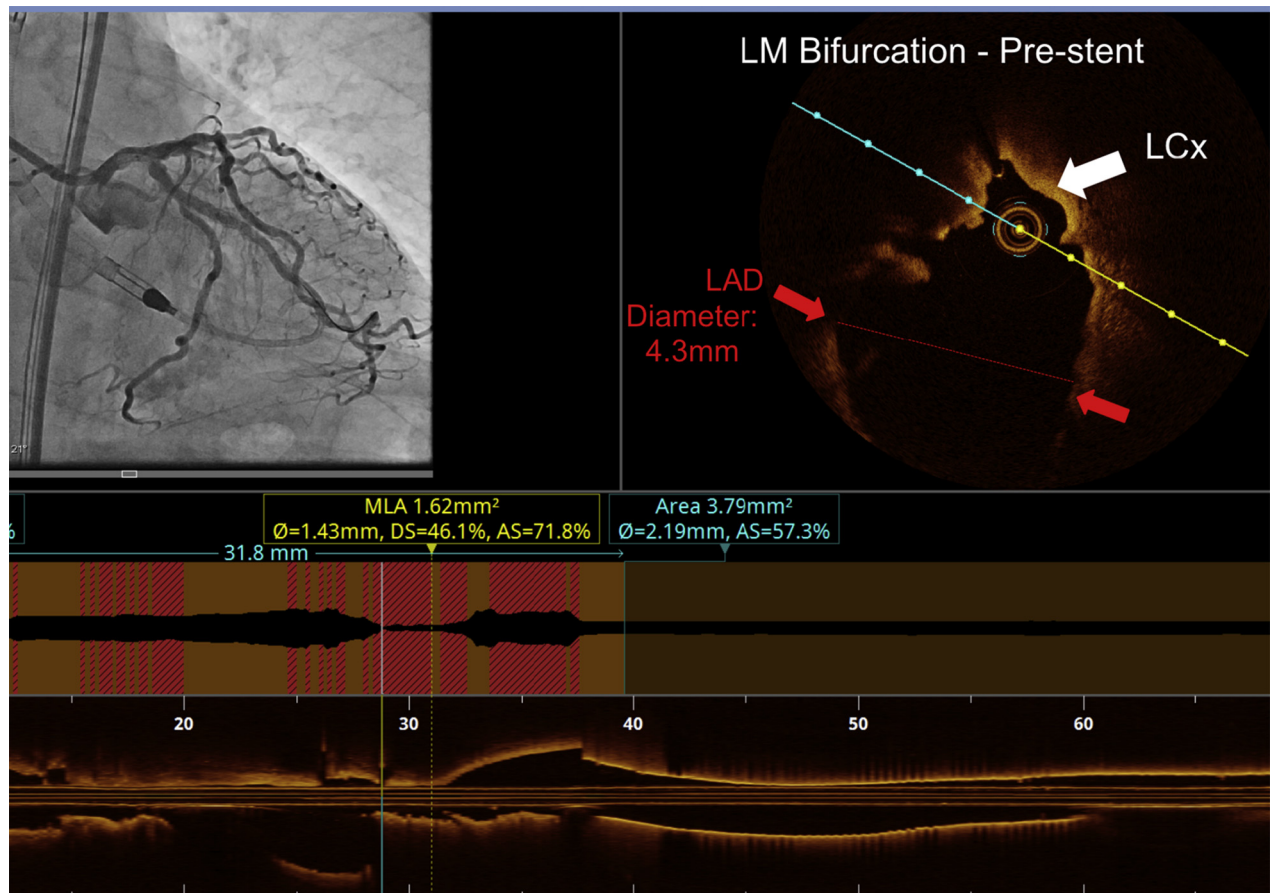 LM Bifurcation - Pre-stent
LCx
LAD
Diameter:
4.3mm
21°
%
MLA 1.62mm²
Ø=1.43mm, DS=46.1%, AS=71.8%
Area 3.79mm²
Ø=2.19mm, AS=57.3%
31.8 mm
20
30
40
50
60